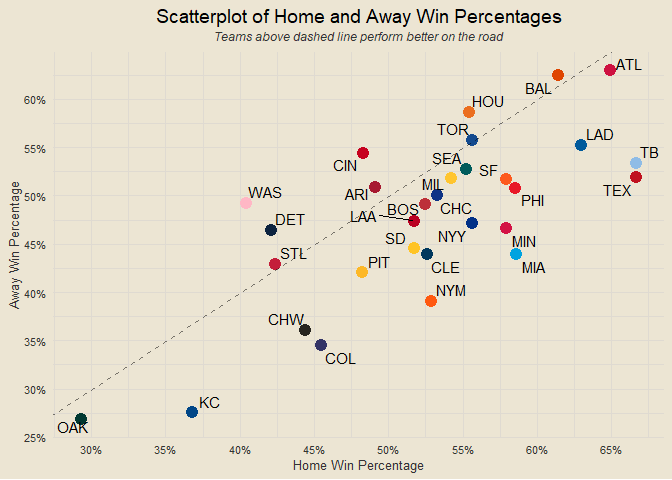 Scatterplot of Home and Away Win Percentages
Teams above dashed line perform better on the road
ATL
BAL
HOU
60%
TOR
LAD
55%
CIN
SEA
SF
TB
ARI
MIL
PHI
TEX
WAS
50%
LAA
BOS
CHC
DET
NYY
MIN
45%
STL
SD
PIT
CLE
MIA
40%
NYM
CHW
35%
COL
30%
KC
OAK
25%
30%
35%
40%
45%
50%
55%
60%
65%
Home Win Percentage
Away Win Percentage